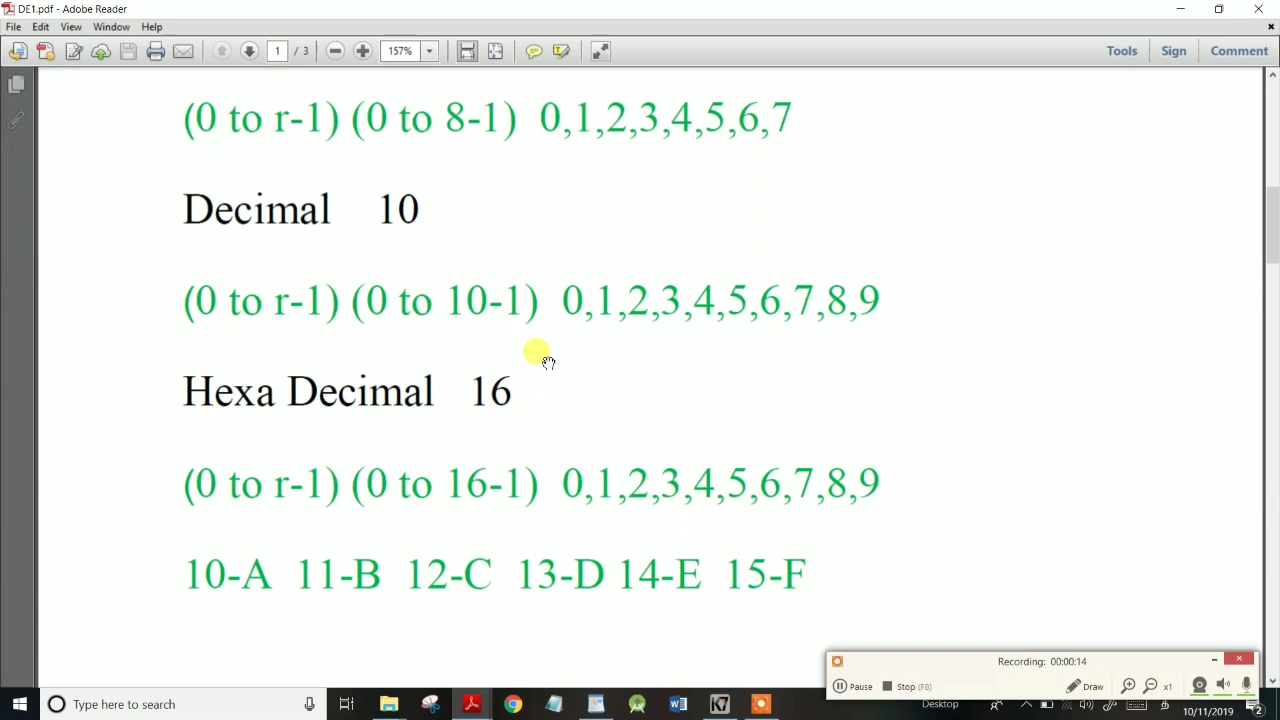 DE1.pdf - Adobe Reader
File Edit View Window Help
1 / 3 157% Tools Sign Comment
(0 to r-1) (0 to 8-1) 0,1,2,3,4,5,6,7
Decimal 10
(0 to r-1) (0 to 10-1) 0,1,2,3,4,5,6,7,8,9
Hexa Decimal 16
(0 to r-1) (0 to 16-1) 0,1,2,3,4,5,6,7,8,9
10-A 11-B 12-C 13-D 14-E 15-F
Recording: 00:00:14
Pause Stop (F8) Draw x1
Type here to search K7 Desktop
10/11/2019 2